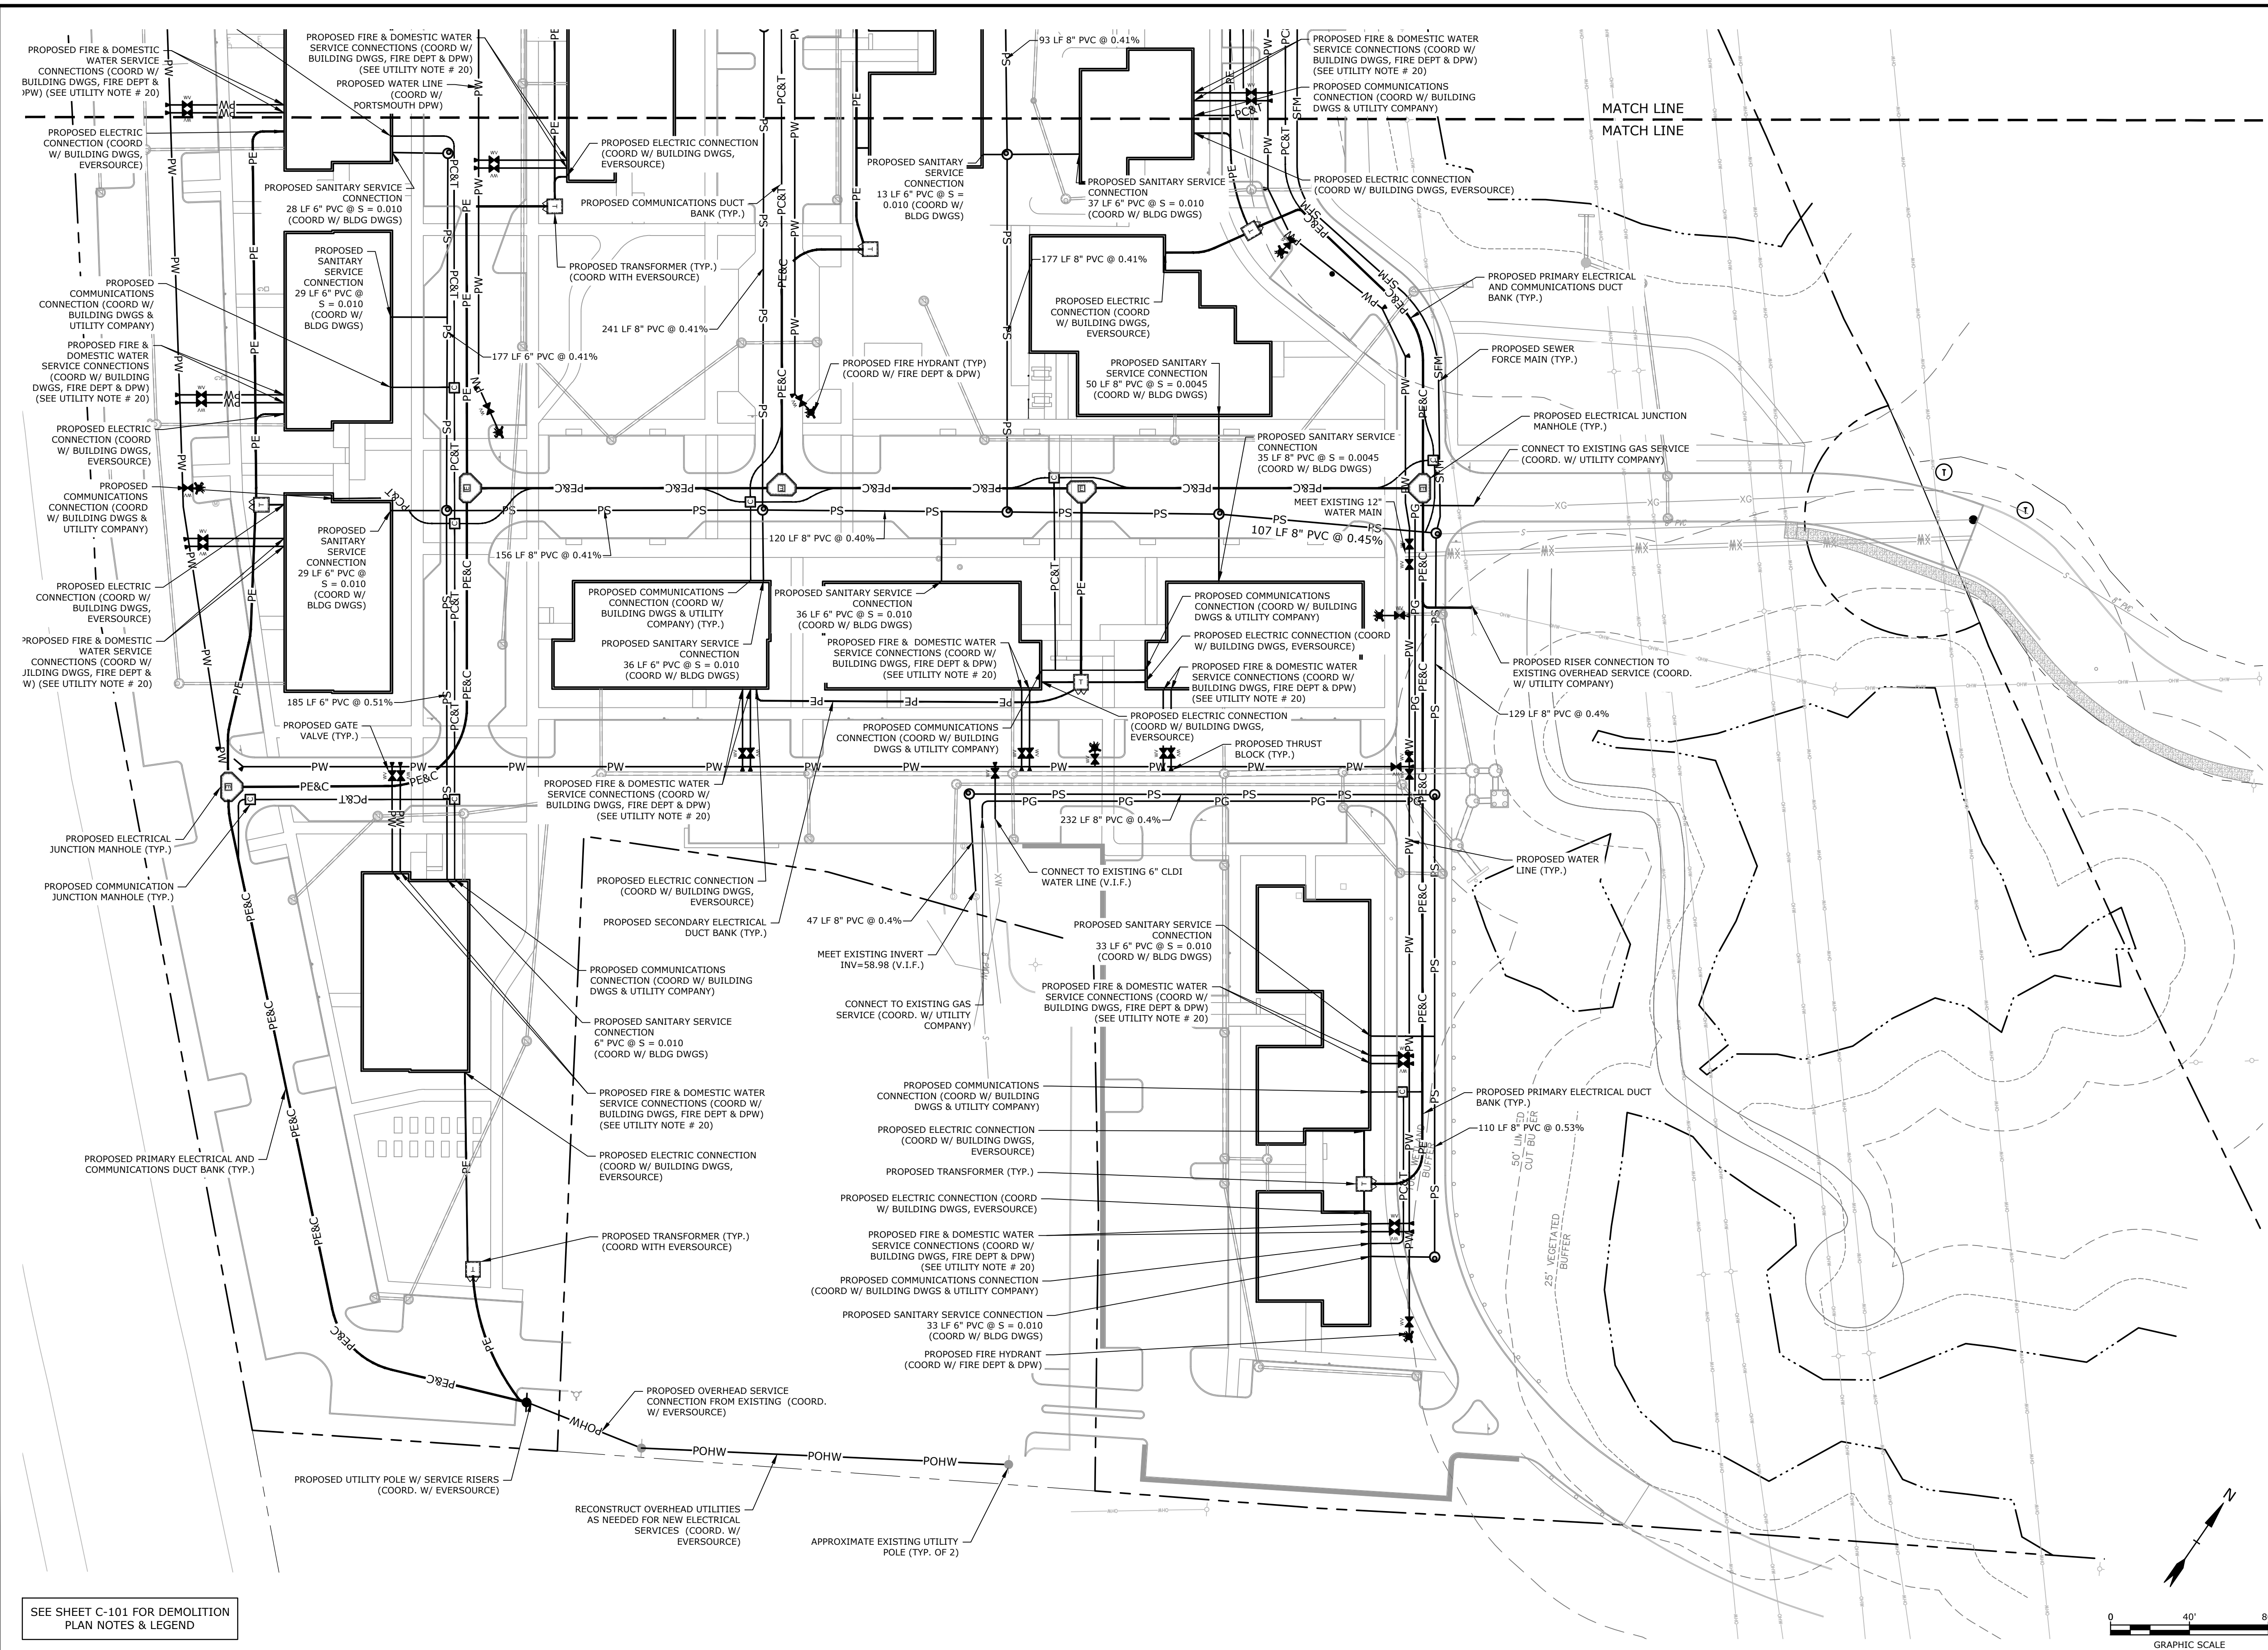 PROPOSED FIRE & DOMESTIC
WATER SERVICE
CONNECTIONS (COORD W/
BUILDING DWGS, FIRE DEPT &
DPW) (SEE UTILITY NOTE # 20)
PROPOSED FIRE & DOMESTIC WATER
SERVICE CONNECTIONS (COORD W/
BUILDING DWGS, FIRE DEPT & DPW)
(SEE UTILITY NOTE # 20)
PROPOSED WATER LINE
(COORD W/
PORTSMOUTH DPW)
93 LF 8" PVC @ 0.41%
PROPOSED FIRE & DOMESTIC WATER
SERVICE CONNECTIONS (COORD W/
BUILDING DWGS, FIRE DEPT & DPW)
(SEE UTILITY NOTE # 20)
PROPOSED COMMUNICATIONS
CONNECTION (COORD W/ BUILDING
DWGS & UTILITY COMPANY)
MATCH LINE
MATCH LINE
PROPOSED ELECTRIC
CONNECTION (COORD
W/ BUILDING DWGS,
EVERSOURCE)
PROPOSED ELECTRIC CONNECTION
(COORD W/ BUILDING DWGS,
EVERSOURCE)
PROPOSED SANITARY SERVICE
CONNECTION
28 LF 6" PVC @ S = 0.010
(COORD W/ BLDG DWGS)
PROPOSED COMMUNICATIONS DUCT
BANK (TYP.)
PROPOSED SANITARY
SERVICE
CONNECTION
13 LF 6" PVC @ S =
0.010 (COORD W/
BLDG DWGS)
PROPOSED SANITARY SERVICE
CONNECTION
37 LF 6" PVC @ S = 0.010
(COORD W/ BLDG DWGS)
PROPOSED ELECTRIC CONNECTION
(COORD W/ BUILDING DWGS, EVERSOURCE)
PROPOSED
SANITARY
SERVICE
CONNECTION
29 LF 6" PVC @
S = 0.010
(COORD W/
BLDG DWGS)
PROPOSED TRANSFORMER (TYP.)
(COORD WITH EVERSOURCE)
177 LF 8" PVC @ 0.41%
PROPOSED PRIMARY ELECTRICAL
AND COMMUNICATIONS DUCT
BANK (TYP.)
PROPOSED
COMMUNICATIONS
CONNECTION (COORD W/
BUILDING DWGS &
UTILITY COMPANY)
PROPOSED ELECTRIC
CONNECTION (COORD
W/ BUILDING DWGS,
EVERSOURCE)
241 LF 8" PVC @ 0.41%
PROPOSED FIRE &
DOMESTIC WATER
SERVICE CONNECTIONS
(COORD W/ BUILDING
DWGS, FIRE DEPT & DPW)
(SEE UTILITY NOTE # 20)
177 LF 6" PVC @ 0.41%
PROPOSED FIRE HYDRANT (TYP)
(COORD W/ FIRE DEPT & DPW)
PROPOSED SANITARY
SERVICE CONNECTION
50 LF 8" PVC @ S = 0.0045
(COORD W/ BLDG DWGS)
PROPOSED SEWER
FORCE MAIN (TYP.)
PROPOSED ELECTRIC
CONNECTION (COORD
W/ BUILDING DWGS,
EVERSOURCE)
PROPOSED ELECTRICAL JUNCTION
MANHOLE (TYP.)
PROPOSED SANITARY SERVICE
CONNECTION
35 LF 8" PVC @ S = 0.0045
(COORD W/ BLDG DWGS)
CONNECT TO EXISTING GAS SERVICE
(COORD. W/ UTILITY COMPANY)
PROPOSED
COMMUNICATIONS
CONNECTION (COORD
W/ BUILDING DWGS &
UTILITY COMPANY)
MEET EXISTING 12"
WATER MAIN
PROPOSED
SANITARY
SERVICE
CONNECTION
29 LF 6" PVC @
S = 0.010
(COORD W/
BLDG DWGS)
156 LF 8" PVC @ 0.41%
120 LF 8" PVC @ 0.40%
107 LF 8" PVC @ 0.45%
PROPOSED ELECTRIC
CONNECTION (COORD W/
BUILDING DWGS,
EVERSOURCE)
PROPOSED COMMUNICATIONS
CONNECTION (COORD W/
BUILDING DWGS & UTILITY
COMPANY) (TYP.)
PROPOSED SANITARY SERVICE
CONNECTION
36 LF 6" PVC @ S = 0.010
(COORD W/ BLDG DWGS)
PROPOSED COMMUNICATIONS
CONNECTION (COORD W/ BUILDING
DWGS & UTILITY COMPANY)
PROPOSED FIRE & DOMESTIC
WATER SERVICE
CONNECTIONS (COORD W/
UILDING DWGS, FIRE DEPT &
W) (SEE UTILITY NOTE # 20)
PROPOSED SANITARY SERVICE
CONNECTION
36 LF 6" PVC @ S = 0.010
(COORD W/ BLDG DWGS)
PROPOSED FIRE & DOMESTIC WATER
SERVICE CONNECTIONS (COORD W/
BUILDING DWGS, FIRE DEPT & DPW)
(SEE UTILITY NOTE # 20)
PROPOSED ELECTRIC CONNECTION (COORD
W/ BUILDING DWGS, EVERSOURCE)
PROPOSED FIRE & DOMESTIC WATER
SERVICE CONNECTIONS (COORD W/
BUILDING DWGS, FIRE DEPT & DPW)
(SEE UTILITY NOTE # 20)
PROPOSED RISER CONNECTION TO
EXISTING OVERHEAD SERVICE (COORD.
W/ UTILITY COMPANY)
185 LF 6" PVC @ 0.51%
129 LF 8" PVC @ 0.4%
PROPOSED GATE
VALVE (TYP.)
PROPOSED COMMUNICATIONS
CONNECTION (COORD W/ BUILDING
DWGS & UTILITY COMPANY)
PROPOSED ELECTRIC CONNECTION
(COORD W/ BUILDING DWGS,
EVERSOURCE)
PROPOSED THRUST
BLOCK (TYP.)
PROPOSED FIRE & DOMESTIC WATER
SERVICE CONNECTIONS (COORD W/
BUILDING DWGS, FIRE DEPT & DPW)
(SEE UTILITY NOTE # 20)
232 LF 8" PVC @ 0.4%
PROPOSED ELECTRICAL
JUNCTION MANHOLE (TYP.)
PROPOSED WATER
LINE (TYP.)
PROPOSED COMMUNICATION
JUNCTION MANHOLE (TYP.)
PROPOSED ELECTRIC CONNECTION
(COORD W/ BUILDING DWGS,
EVERSOURCE)
CONNECT TO EXISTING 6" CLDI
WATER LINE (V.I.F.)
PROPOSED SECONDARY ELECTRICAL
DUCT BANK (TYP.)
47 LF 8" PVC @ 0.4%
PROPOSED SANITARY SERVICE
CONNECTION
33 LF 6" PVC @ S = 0.010
(COORD W/ BLDG DWGS)
MEET EXISTING INVERT
INV=58.98 (V.I.F.)
PROPOSED COMMUNICATIONS
CONNECTION (COORD W/ BUILDING
DWGS & UTILITY COMPANY)
PROPOSED FIRE & DOMESTIC WATER
SERVICE CONNECTIONS (COORD W/
BUILDING DWGS, FIRE DEPT & DPW)
(SEE UTILITY NOTE # 20)
CONNECT TO EXISTING GAS
SERVICE (COORD. W/ UTILITY
COMPANY)
PROPOSED SANITARY SERVICE
CONNECTION
6" PVC @ S = 0.010
(COORD W/ BLDG DWGS)
PROPOSED FIRE & DOMESTIC WATER
SERVICE CONNECTIONS (COORD W/
BUILDING DWGS, FIRE DEPT & DPW)
(SEE UTILITY NOTE # 20)
PROPOSED COMMUNICATIONS
CONNECTION (COORD W/ BUILDING
DWGS & UTILITY COMPANY)
PROPOSED PRIMARY ELECTRICAL DUCT
BANK (TYP.)
110 LF 8" PVC @ 0.53%
PROPOSED ELECTRIC CONNECTION
(COORD W/ BUILDING DWGS,
EVERSOURCE)
PROPOSED PRIMARY ELECTRICAL AND
COMMUNICATIONS DUCT BANK (TYP.)
PROPOSED ELECTRIC CONNECTION
(COORD W/ BUILDING DWGS,
EVERSOURCE)
PROPOSED TRANSFORMER (TYP.)
PROPOSED ELECTRIC CONNECTION (COORD
W/ BUILDING DWGS, EVERSOURCE)
25' VEGETATED
BUFFER
PROPOSED TRANSFORMER (TYP.)
(COORD WITH EVERSOURCE)
PROPOSED FIRE & DOMESTIC WATER
SERVICE CONNECTIONS (COORD W/
BUILDING DWGS, FIRE DEPT & DPW)
(SEE UTILITY NOTE # 20)
PROPOSED COMMUNICATIONS CONNECTION
(COORD W/ BUILDING DWGS & UTILITY COMPANY)
PROPOSED SANITARY SERVICE CONNECTION
33 LF 6" PVC @ S = 0.010
(COORD W/ BLDG DWGS)
PROPOSED FIRE HYDRANT
(COORD W/ FIRE DEPT & DPW)
PROPOSED OVERHEAD SERVICE
CONNECTION FROM EXISTING (COORD.
W/ EVERSOURCE)
POHW
POHW
POHW
POHW
PROPOSED UTILITY POLE W/ SERVICE RISERS
(COORD. W/ EVERSOURCE)
RECONSTRUCT OVERHEAD UTILITIES
AS NEEDED FOR NEW ELECTRICAL
SERVICES (COORD. W/
EVERSOURCE)
APPROXIMATE EXISTING UTILITY
POLE (TYP. OF 2)
N
SEE SHEET C-101 FOR DEMOLITION
PLAN NOTES & LEGEND
0 40'
GRAPHIC SCALE